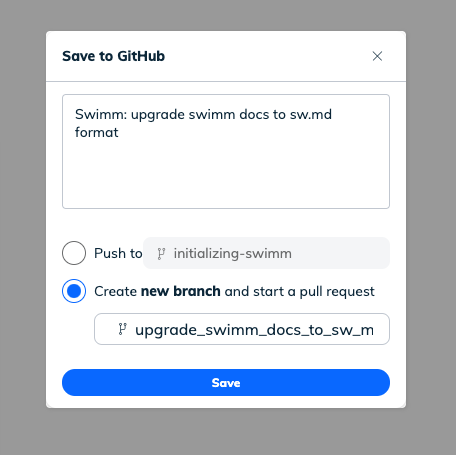 Save to GitHub
Swimm: upgrade swimm docs to sw.md
format
Push to initializing-swimm
Create new branch and start a pull request
upgrade_swimm_docs_to_sw_m
Save